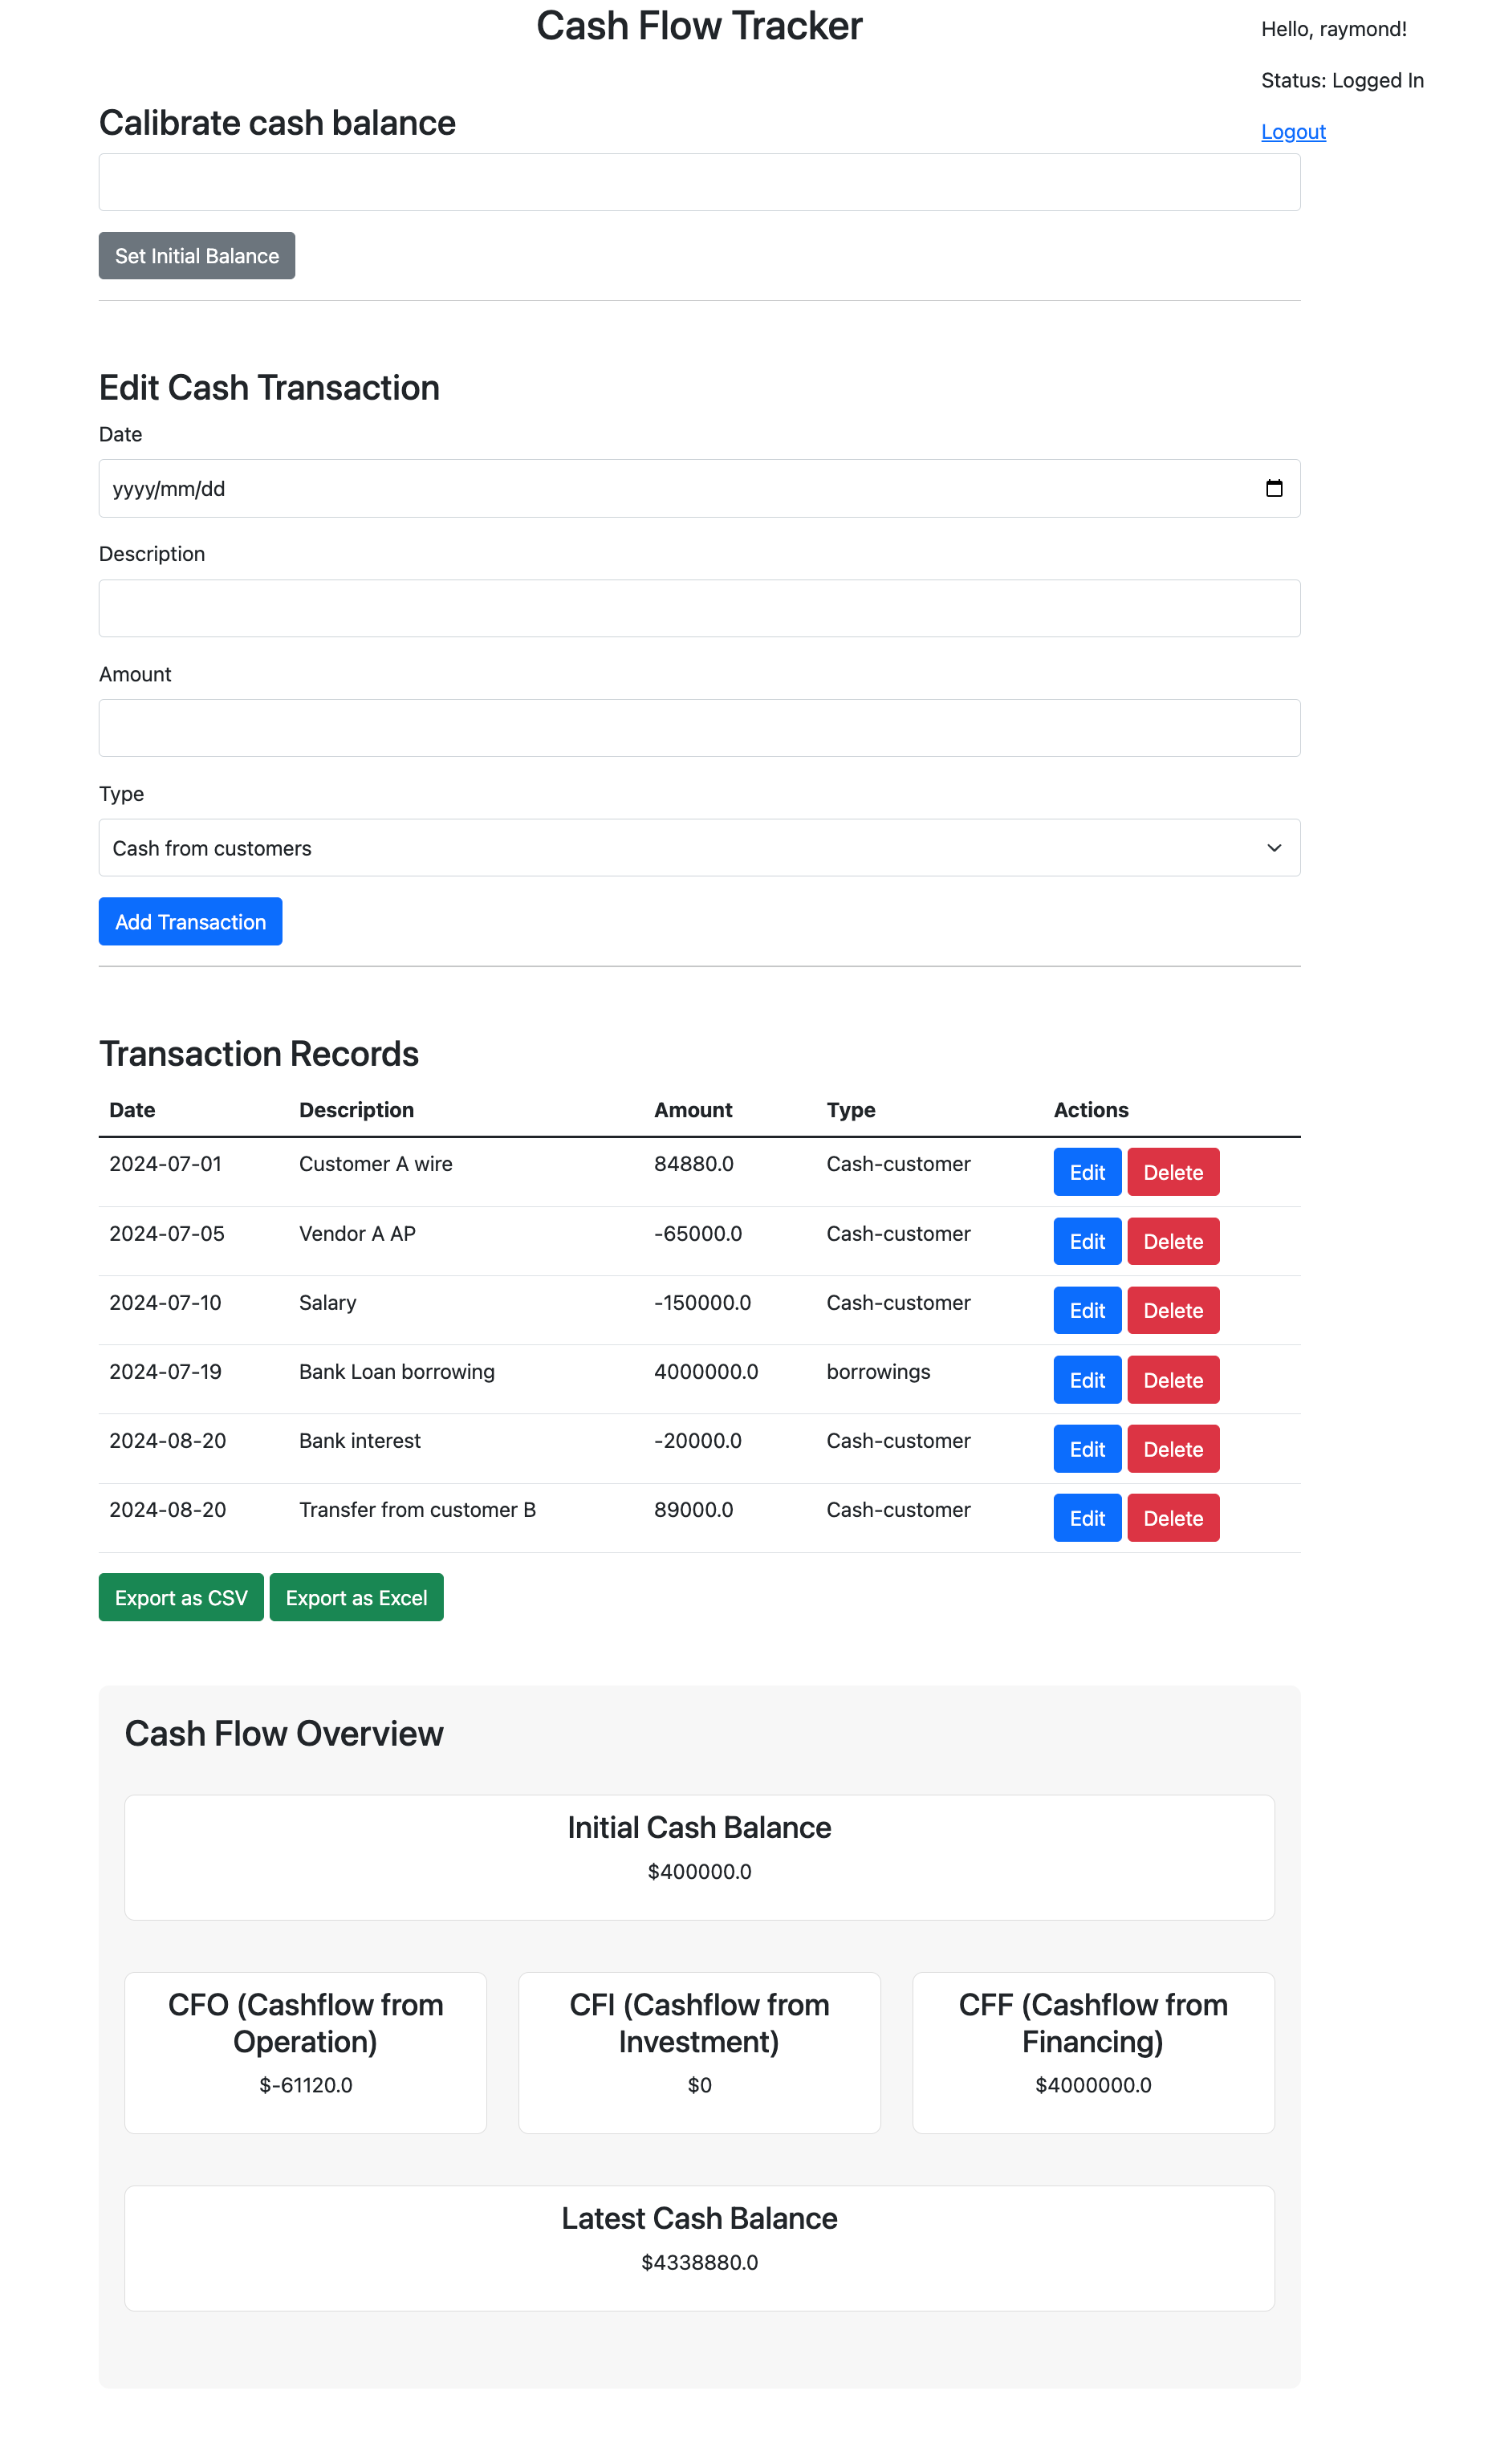 Cash Flow Tracker
Hello, raymond!
Status: Logged In
Logout
Calibrate cash balance
Set Initial Balance
Edit Cash Transaction
Date
yyyy/mm/dd
Description
Amount
Type
Cash from customers
Add Transaction
Transaction Records
Date Description Amount Type Actions
2024-07-01 Customer A wire 84880.0 Cash-customer Edit Delete
2024-07-05 Vendor A AP -65000.0 Cash-customer Edit Delete
2024-07-10 Salary -150000.0 Cash-customer Edit Delete
2024-07-19 Bank Loan borrowing 4000000.0 borrowings Edit Delete
2024-08-20 Bank interest -20000.0 Cash-customer Edit Delete
2024-08-20 Transfer from customer B 89000.0 Cash-customer Edit Delete
Export as CSV Export as Excel
Cash Flow Overview
Initial Cash Balance
$400000.0
CFO (Cashflow from
Operation)
$-61120.0
CFI (Cashflow from
Investment)
$0
CFF (Cashflow from
Financing)
$4000000.0
Latest Cash Balance
$4338880.0